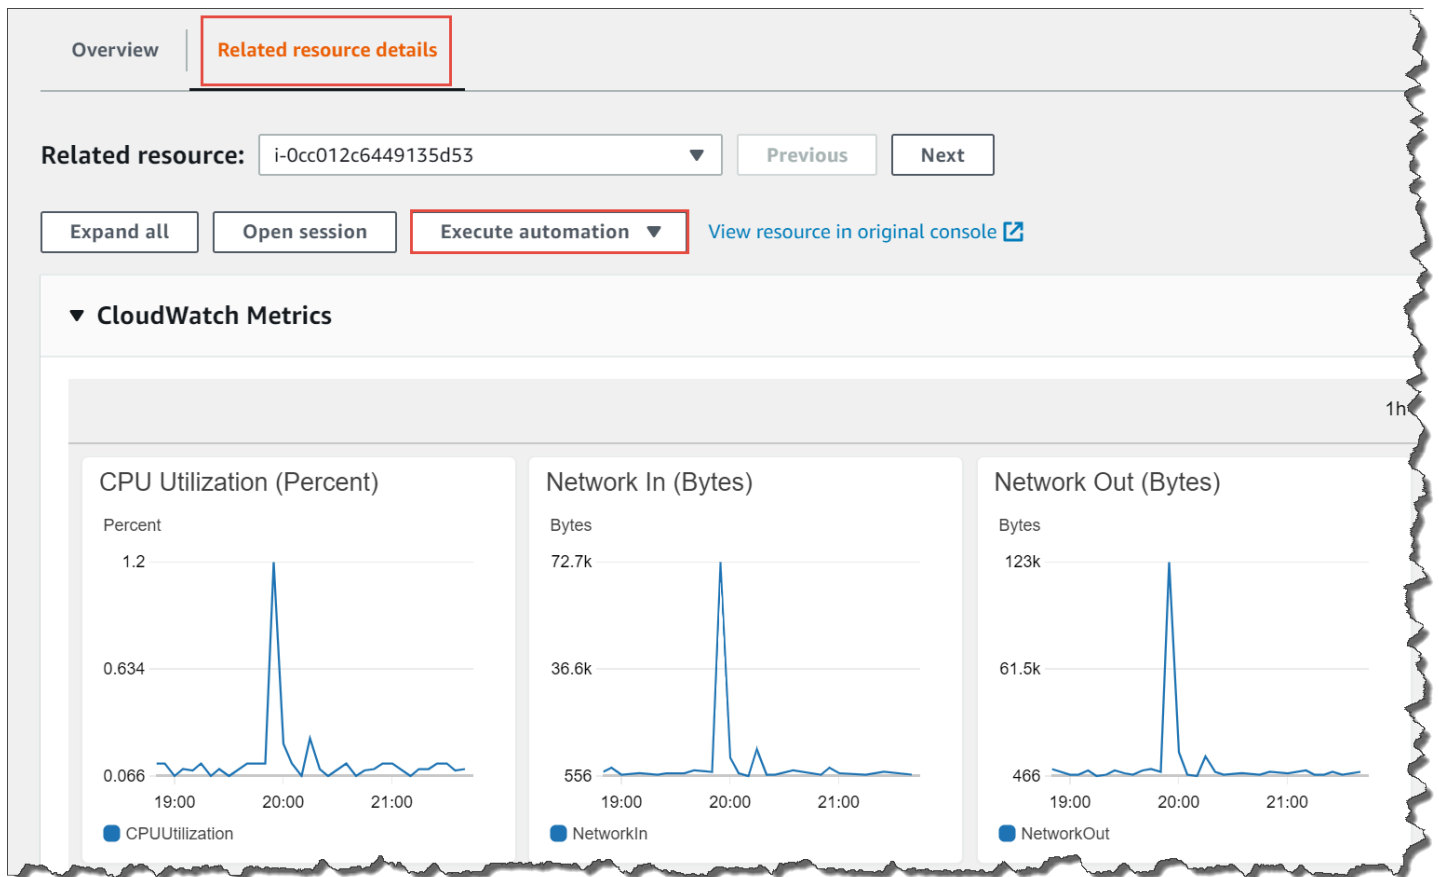 Overview Related resource details
Related resource: i-0cc012c6449135d53 Previous Next
Expand all Open session Execute automation View resource in original console
CloudWatch Metrics
1h
CPU Utilization (Percent)
Percent
1.2
0.634
0.066
19:00 20:00 21:00
CPUUtilization
Network In (Bytes)
Bytes
72.7k
36.6k
556
19:00 20:00 21:00
NetworkIn
Network Out (Bytes)
Bytes
123k
61.5k
466
19:00 20:00 21:00
NetworkOut